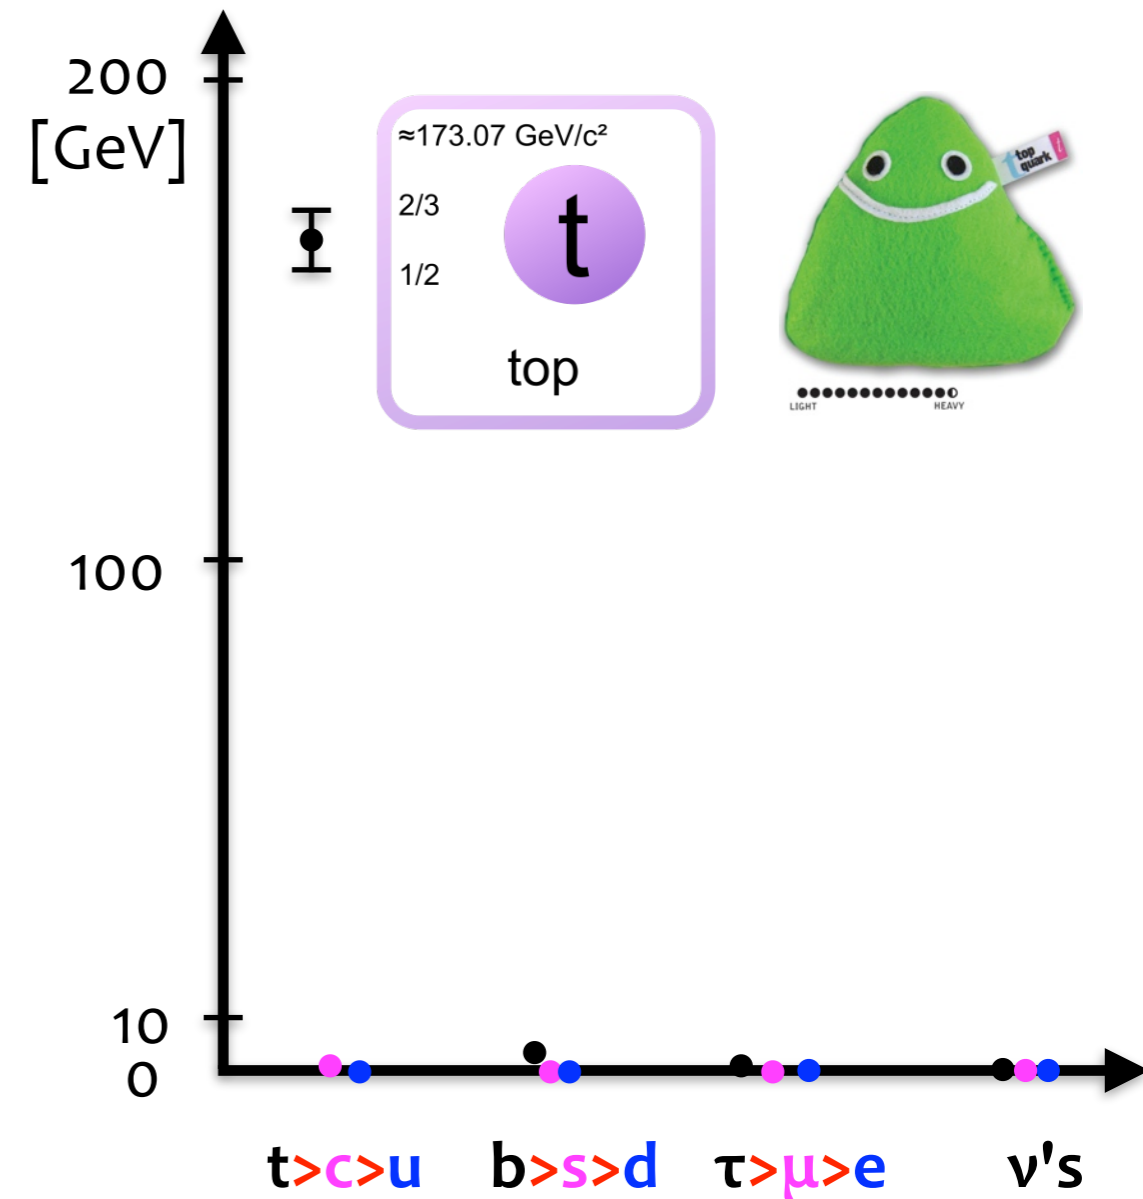 200
[GeV]
≈173.07 GeV/c²
2/3
1/2
t
top
top
quark
t
LIGHT
HEAVY
100
10
0
t>c>u
b>s>d
τ>μ>e
ν's